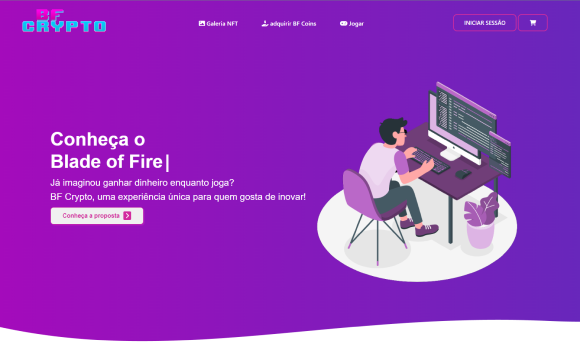 BF
CRYPTO
Galeria NFT
adquirir BF Coins
Jogar
INICIAR SESSÃO
Conheça o
Blade of Fire|
Já imaginou ganhar dinheiro enquanto joga?
BF Crypto, uma experiência única para quem gosta de inovar!
Conheça a proposta